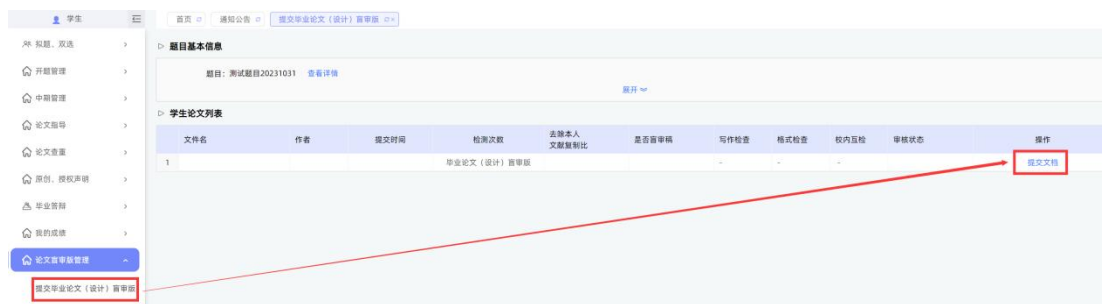 学生
首页 通知公告 提交毕业论文（设计）盲审版
拟题、双选
开题管理
中期管理
论文指导
论文查重
原创、授权声明
毕业答辩
我的成绩
论文盲审版管理
提交毕业论文（设计）盲审版
题目基本信息
题目：测试题目20231031 查看详情
展开
学生论文列表
文件名 作者 提交时间 检测次数 去除本人文献复制比 是否盲审稿 写作检查 格式检查 校内互检 审核状态 操作
1 毕业论文（设计）盲审版 - - - 提交文档